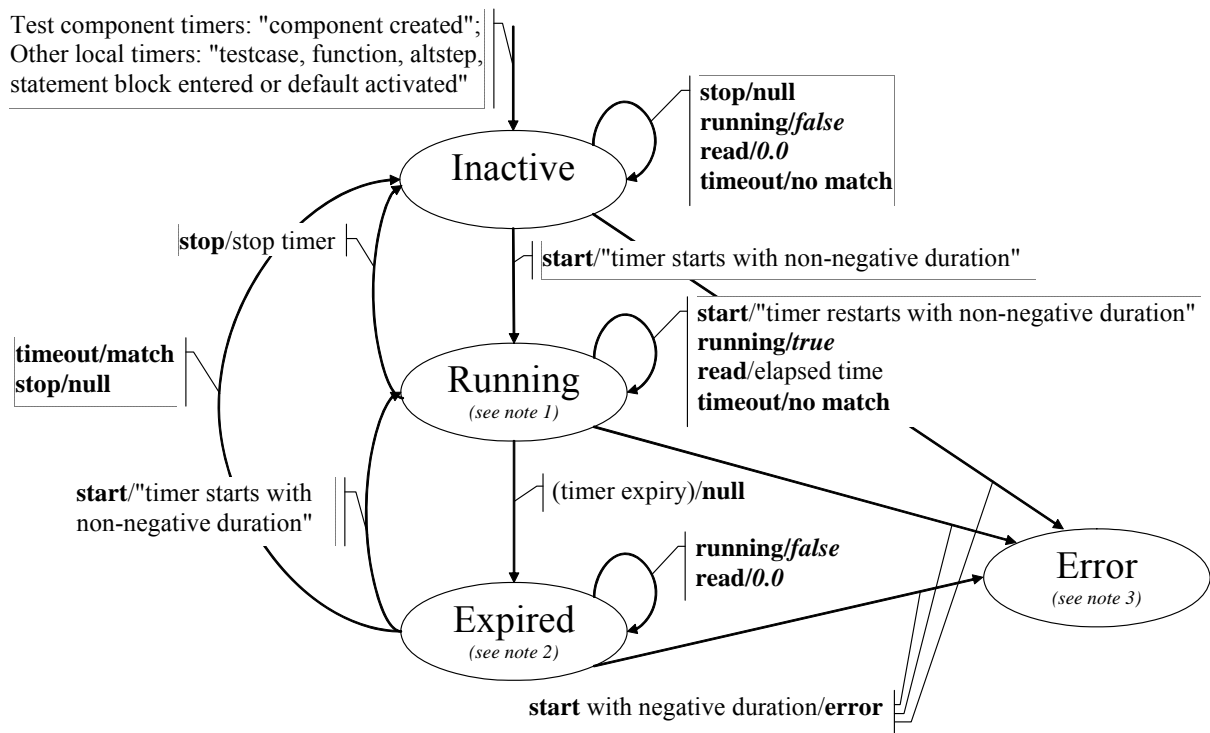 Test component timers: "component created";
Other local timers: "testcase, function, altstep,
statement block entered or default activated"
stop/null
running/false
read/0.0
timeout/no match
Inactive
stop/stop timer
start/"timer starts with non-negative duration"
start/"timer restarts with non-negative duration"
running/true
read/elapsed time
timeout/no match
timeout/match
stop/null
Running
(see note 1)
start/"timer starts with
non-negative duration"
(timer expiry)/null
running/false
read/0.0
Error
(see note 3)
Expired
(see note 2)
start with negative duration/error